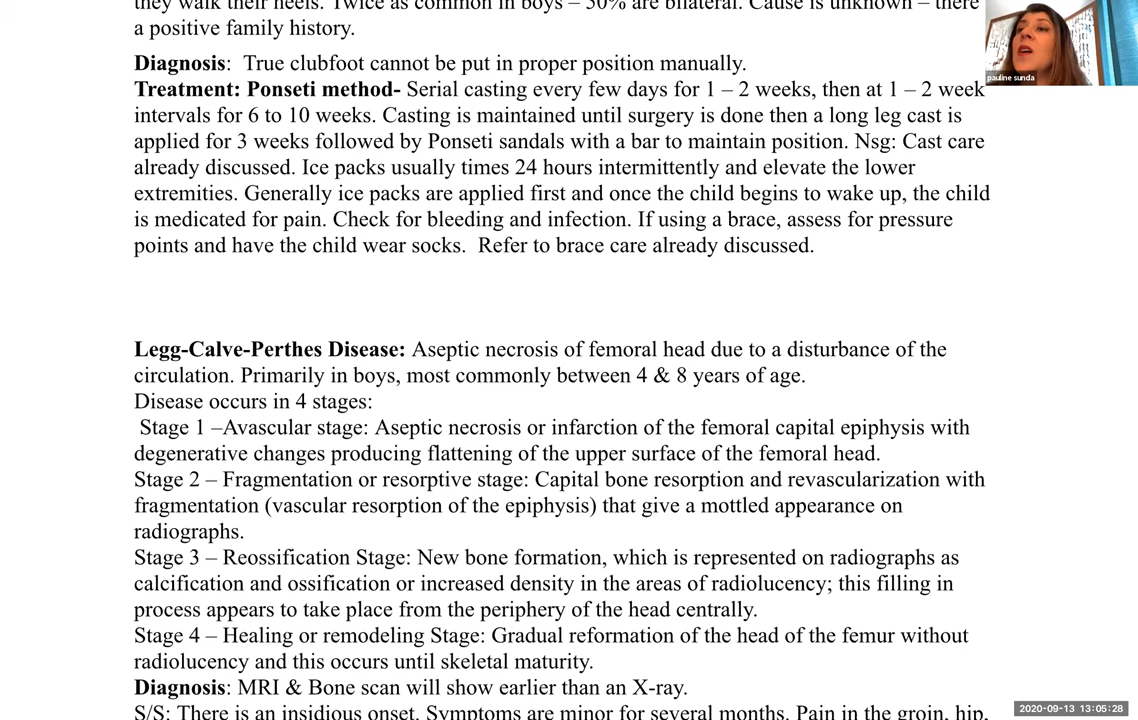 they walk their heels. Twice as common in boys – 50% are bilateral. Cause is unknown – there
a positive family history.
Diagnosis:  True clubfoot cannot be put in proper position manually.
Treatment: Ponseti method- Serial casting every few days for 1 – 2 weeks, then at 1 – 2 week
intervals for 6 to 10 weeks. Casting is maintained until surgery is done then a long leg cast is
applied for 3 weeks followed by Ponseti sandals with a bar to maintain position. Nsg: Cast care
already discussed. Ice packs usually times 24 hours intermittently and elevate the lower
extremities. Generally ice packs are applied first and once the child begins to wake up, the child
is medicated for pain. Check for bleeding and infection. If using a brace, assess for pressure
points and have the child wear socks.  Refer to brace care already discussed.
pauline sunda
Legg-Calve-Perthes Disease: Aseptic necrosis of femoral head due to a disturbance of the
circulation. Primarily in boys, most commonly between 4 & 8 years of age.
Disease occurs in 4 stages:
Stage 1 –Avascular stage: Aseptic necrosis or infarction of the femoral capital epiphysis with
degenerative changes producing flattening of the upper surface of the femoral head.
Stage 2 – Fragmentation or resorptive stage: Capital bone resorption and revascularization with
fragmentation (vascular resorption of the epiphysis) that give a mottled appearance on
radiographs.
Stage 3 – Reossification Stage: New bone formation, which is represented on radiographs as
calcification and ossification or increased density in the areas of radiolucency; this filling in
process appears to take place from the periphery of the head centrally.
Stage 4 – Healing or remodeling Stage: Gradual reformation of the head of the femur without
radiolucency and this occurs until skeletal maturity.
Diagnosis: MRI & Bone scan will show earlier than an X-ray.
S/S: There is an insidious onset. Symptoms are minor for several months. Pain in the groin, hip,
2020-09-13 13:05:28